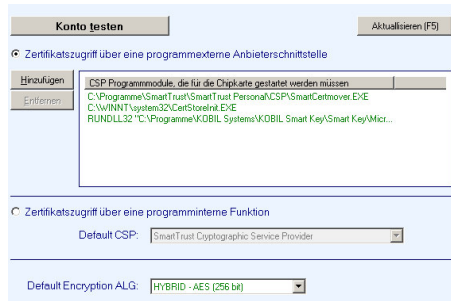 Konto testen
Aktuallisieren (F5)
Zertifikatszugriff über eine programmexterne Anbieterschnittstelle
Hinzufügen
Entfernen
CSP Programmmodule, die für die Chipkarte gestartet werden müssen
C:\Programme\SmartTrust\SmartTrust Personal\CSP\SmartCertmover.EXE
C:\WINNT\system32\CertStoreInit.EXE
RUNDLL32 "C:\Programme\KOBIL Systems\KOBIL Smart Key\Smart Key\Micr...
Zertifikatszugriff über eine programminterne Funktion
Default CSP: SmartTrust Cryptographic Service Provider
Default Encryption ALG: HYBRID - AES (256 bit)